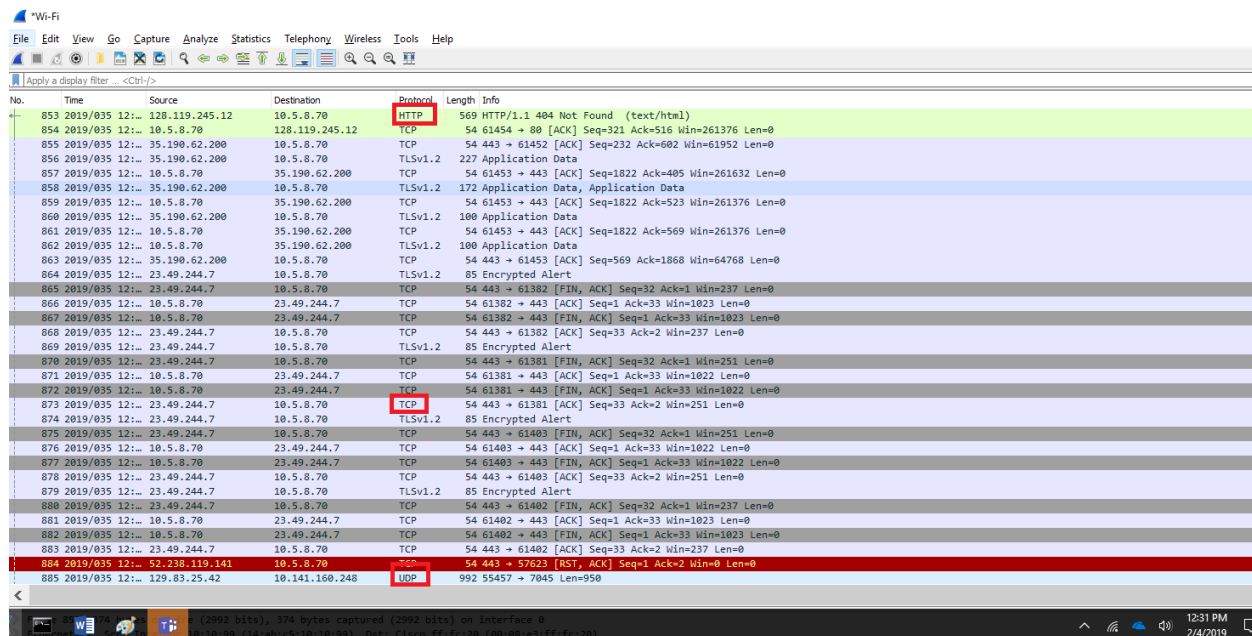 *Wi-Fi
File Edit View Go Capture Analyze Statistics Telephony Wireless Tools Help
Apply a display filter ... <Ctrl-/>
No. Time Source Destination Protocol Length Info
853 2019/035 12:… 128.119.245.12 10.5.8.70 HTTP 569 HTTP/1.1 404 Not Found (text/html)
854 2019/035 12:… 10.5.8.70 128.119.245.12 TCP 54 61454 → 80 [ACK] Seq=321 Ack=516 Win=261376 Len=0
855 2019/035 12:… 35.190.62.200 10.5.8.70 TCP 54 443 → 61452 [ACK] Seq=232 Ack=602 Win=61952 Len=0
856 2019/035 12:… 35.190.62.200 10.5.8.70 TLSv1.2 227 Application Data
857 2019/035 12:… 10.5.8.70 35.190.62.200 TCP 54 61453 → 443 [ACK] Seq=1822 Ack=405 Win=261632 Len=0
858 2019/035 12:… 35.190.62.200 10.5.8.70 TLSv1.2 172 Application Data, Application Data
859 2019/035 12:… 10.5.8.70 35.190.62.200 TCP 54 61453 → 443 [ACK] Seq=1822 Ack=523 Win=261376 Len=0
860 2019/035 12:… 35.190.62.200 10.5.8.70 TLSv1.2 100 Application Data
861 2019/035 12:… 10.5.8.70 35.190.62.200 TCP 54 61453 → 443 [ACK] Seq=1822 Ack=569 Win=261376 Len=0
862 2019/035 12:… 10.5.8.70 35.190.62.200 TLSv1.2 100 Application Data
863 2019/035 12:… 35.190.62.200 10.5.8.70 TCP 54 443 → 61453 [ACK] Seq=569 Ack=1868 Win=64768 Len=0
864 2019/035 12:… 23.49.244.7 10.5.8.70 TLSv1.2 85 Encrypted Alert
865 2019/035 12:… 23.49.244.7 10.5.8.70 TCP 54 443 → 61382 [FIN, ACK] Seq=32 Ack=1 Win=237 Len=0
866 2019/035 12:… 10.5.8.70 23.49.244.7 TCP 54 61382 → 443 [ACK] Seq=1 Ack=33 Win=1023 Len=0
867 2019/035 12:… 10.5.8.70 23.49.244.7 TCP 54 61382 → 443 [FIN, ACK] Seq=1 Ack=33 Win=1023 Len=0
868 2019/035 12:… 23.49.244.7 10.5.8.70 TCP 54 443 → 61382 [ACK] Seq=33 Ack=2 Win=237 Len=0
869 2019/035 12:… 23.49.244.7 10.5.8.70 TLSv1.2 85 Encrypted Alert
870 2019/035 12:… 23.49.244.7 10.5.8.70 TCP 54 443 → 61381 [FIN, ACK] Seq=32 Ack=1 Win=251 Len=0
871 2019/035 12:… 10.5.8.70 23.49.244.7 TCP 54 61381 → 443 [ACK] Seq=1 Ack=33 Win=1022 Len=0
872 2019/035 12:… 10.5.8.70 23.49.244.7 TCP 54 61381 → 443 [FIN, ACK] Seq=1 Ack=33 Win=1022 Len=0
873 2019/035 12:… 23.49.244.7 10.5.8.70 TCP 54 443 → 61381 [ACK] Seq=33 Ack=2 Win=251 Len=0
874 2019/035 12:… 23.49.244.7 10.5.8.70 TLSv1.2 85 Encrypted Alert
875 2019/035 12:… 23.49.244.7 10.5.8.70 TCP 54 443 → 61403 [FIN, ACK] Seq=32 Ack=1 Win=251 Len=0
876 2019/035 12:… 10.5.8.70 23.49.244.7 TCP 54 61403 → 443 [ACK] Seq=1 Ack=33 Win=1022 Len=0
877 2019/035 12:… 10.5.8.70 23.49.244.7 TCP 54 61403 → 443 [FIN, ACK] Seq=1 Ack=33 Win=1022 Len=0
878 2019/035 12:… 23.49.244.7 10.5.8.70 TCP 54 443 → 61403 [ACK] Seq=33 Ack=2 Win=251 Len=0
879 2019/035 12:… 23.49.244.7 10.5.8.70 TLSv1.2 85 Encrypted Alert
880 2019/035 12:… 23.49.244.7 10.5.8.70 TCP 54 443 → 61402 [FIN, ACK] Seq=32 Ack=1 Win=237 Len=0
881 2019/035 12:… 10.5.8.70 23.49.244.7 TCP 54 61402 → 443 [ACK] Seq=1 Ack=33 Win=1023 Len=0
882 2019/035 12:… 10.5.8.70 23.49.244.7 TCP 54 61402 → 443 [FIN, ACK] Seq=1 Ack=33 Win=1023 Len=0
883 2019/035 12:… 23.49.244.7 10.5.8.70 TCP 54 443 → 61402 [ACK] Seq=33 Ack=2 Win=237 Len=0
884 2019/035 12:… 52.238.119.141 10.5.8.70 TCP 54 443 → 57623 [RST, ACK] Seq=1 Ack=2 Win=0 Len=0
885 2019/035 12:… 129.83.25.42 10.141.160.248 UDP 992 55457 → 7045 Len=950
(2992 bits), 374 bytes captured (2992 bits) on interface 0
12:31 PM
2/4/2019